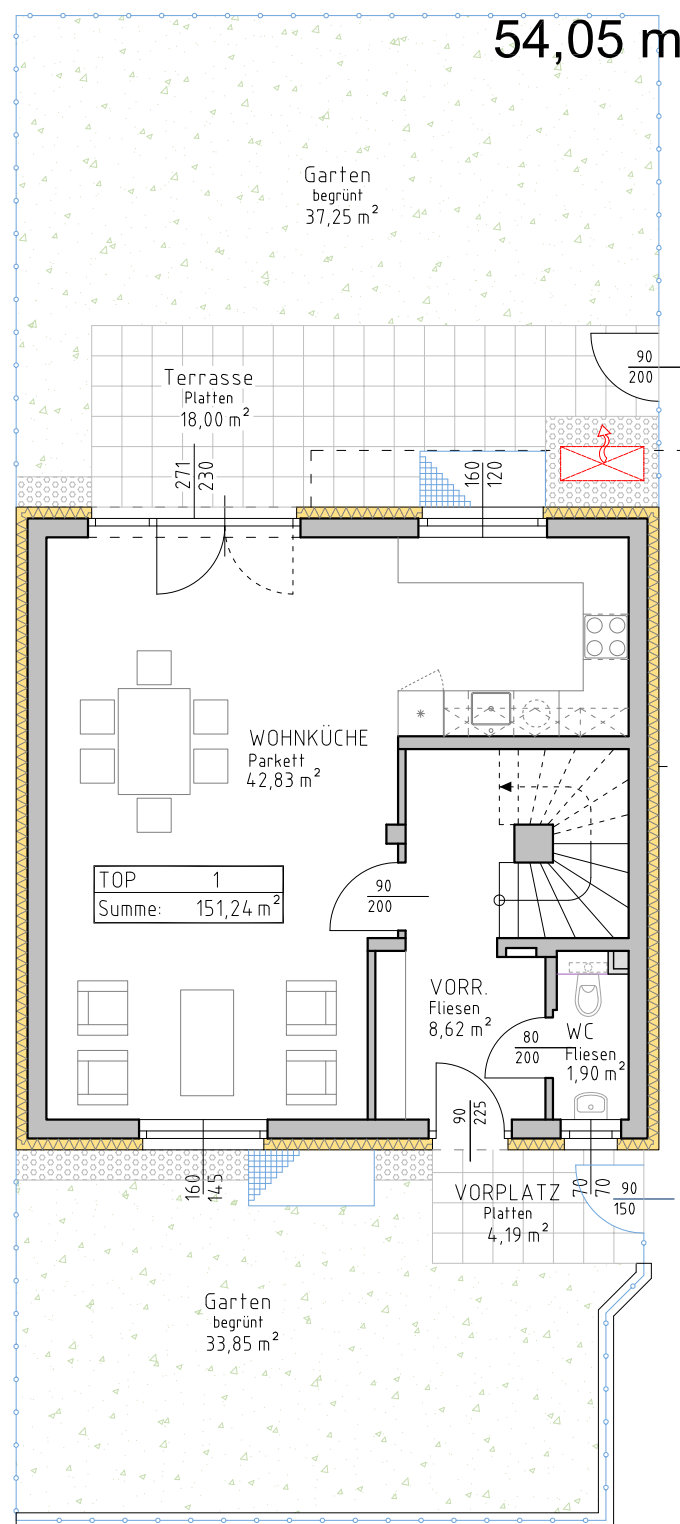 54,05 m
Garten
begrünt
37,25 m²
90
200
Terrasse
Platten
18,00 m²
271
230
160
120
WOHNKÜCHE
Parkett
42,83 m²
TOP 1
Summe: 151,24 m²
90
200
VORR.
Fliesen
8,62 m²
80
200
WC
Fliesen
1,90 m²
90
225
160
145
VORPLATZ
Platten
4,19 m²
70
70
90
150
Garten
begrünt
33,85 m²